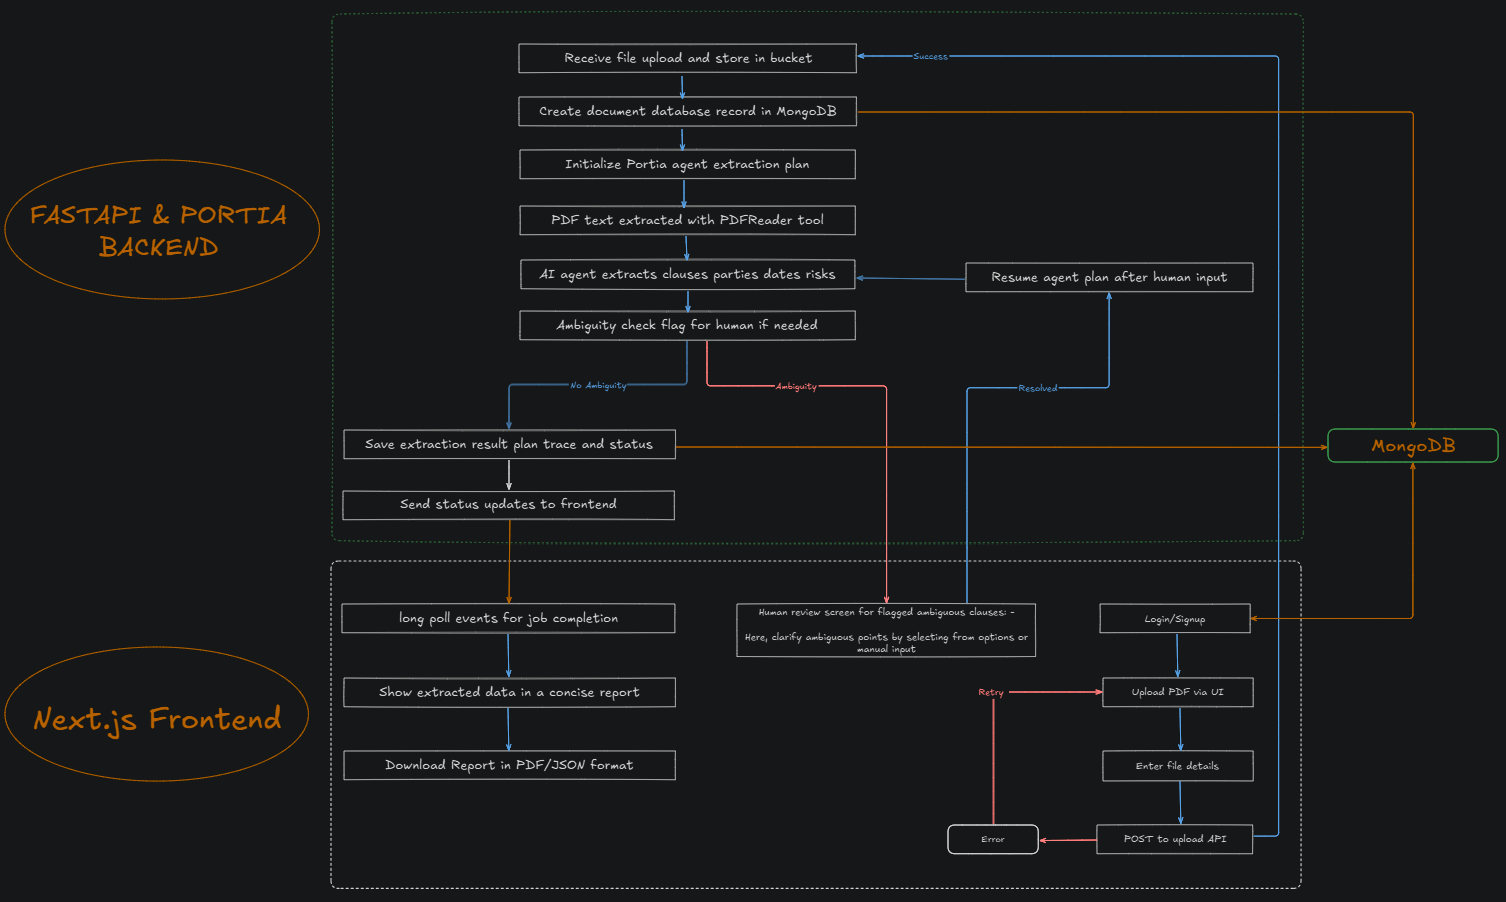 Receive file upload and store in bucket
Success
Create document database record in MongoDB
Initialize Portia agent extraction plan
FASTAPI & PORTIA
BACKEND
PDF text extracted with PDFReader tool
AI agent extracts clauses parties dates risks
Resume agent plan after human input
Ambiguity check flag for human if needed
No Ambiguity
Ambiguity
Resolved
Save extraction result plan trace and status
MongoDB
Send status updates to frontend
long poll events for job completion
Human review screen for flagged ambiguous clauses: -
Here, clarify ambiguous points by selecting from options or
manual input
Login/Signup
Next.js Frontend
Show extracted data in a concise report
Retry
Upload PDF via UI
Download Report in PDF/JSON format
Enter file details
Error
POST to upload API